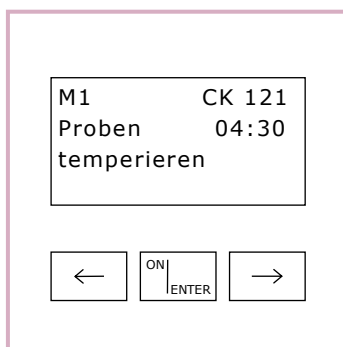 M1 CK 121
Proben 04:30
temperieren
← ON ENTER →